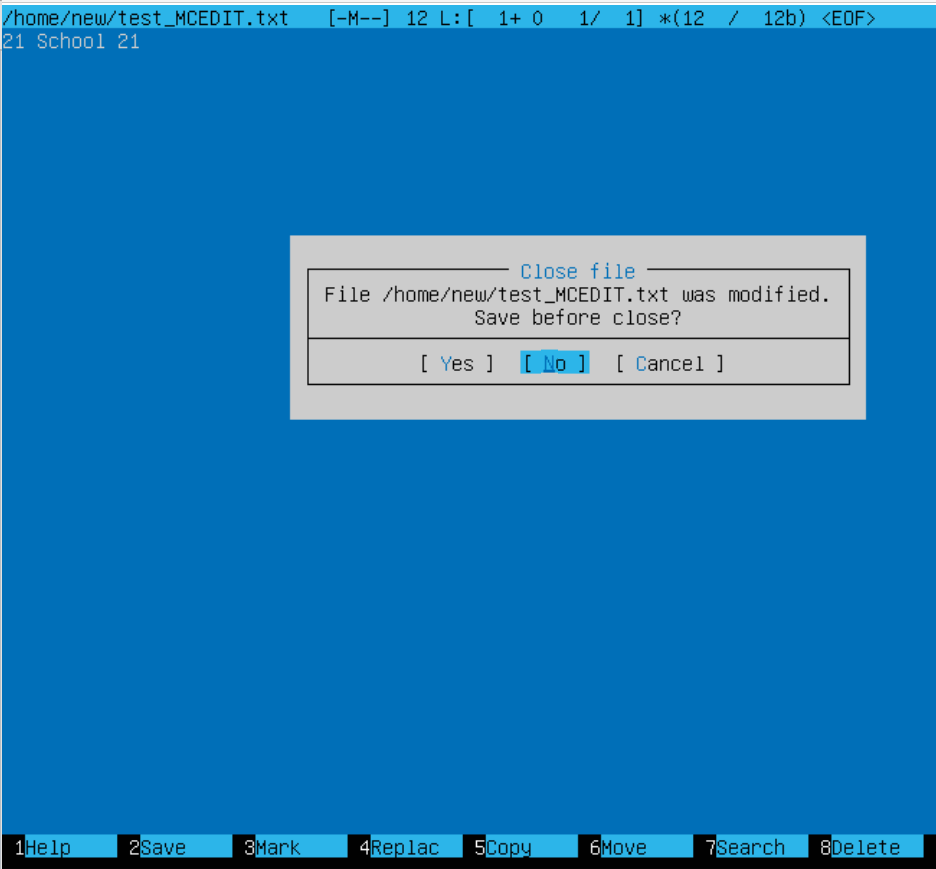 /home/new/test_MCEDIT.txt [-M--] 12 L:[ 1+ 0 1/ 1] *(12 / 12b) <EOF>
21 School 21
Close file
File /home/new/test_MCEDIT.txt was modified.
Save before close?
[ Yes ] [ No ] [ Cancel ]
1Help 2Save 3Mark 4Replac 5Copy 6Move 7Search 8Delete